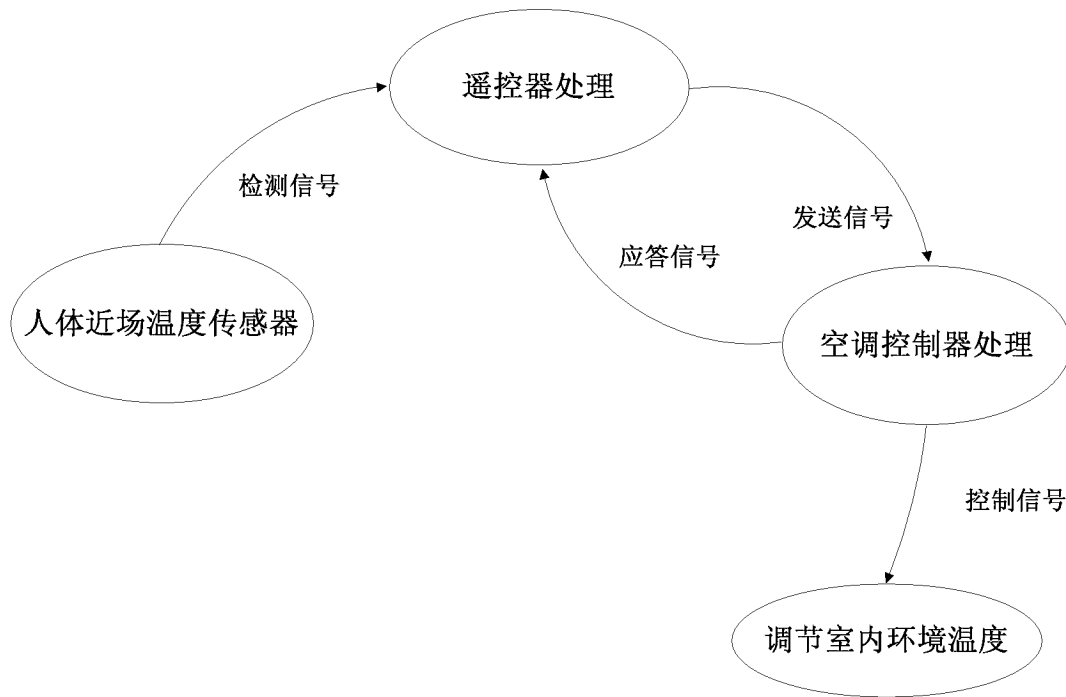 遥控器处理
检测信号
发送信号
应答信号
人体近场温度传感器
空调控制器处理
控制信号
调节室内环境温度